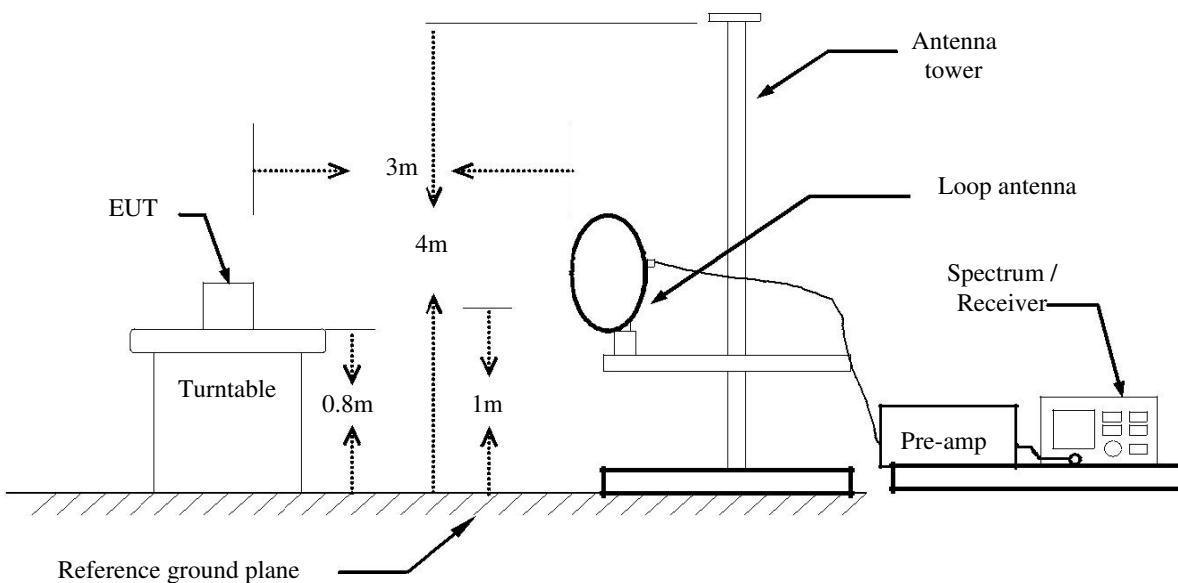 Antenna
tower
3m
Loop antenna
EUT
4m
Spectrum /
Receiver
Turntable
0.8m
1m
Pre-amp
Reference ground plane